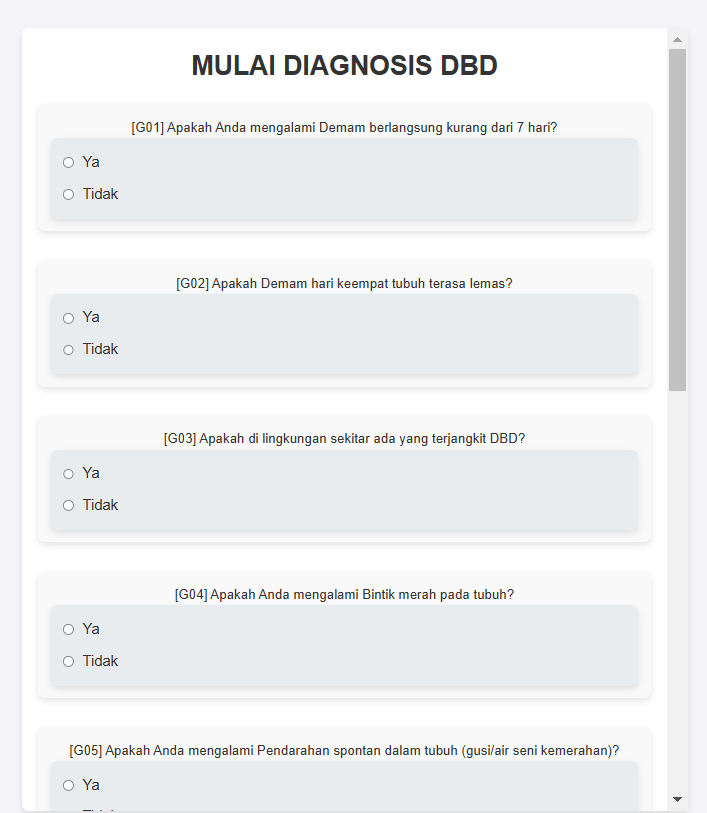 MULAI DIAGNOSIS DBD
[G01] Apakah Anda mengalami Demam berlangsung kurang dari 7 hari?
Ya
Tidak
[G02] Apakah Demam hari keempat tubuh terasa lemas?
Ya
Tidak
[G03] Apakah di lingkungan sekitar ada yang terjangkit DBD?
Ya
Tidak
[G04] Apakah Anda mengalami Bintik merah pada tubuh?
Ya
Tidak
[G05] Apakah Anda mengalami Pendarahan spontan dalam tubuh (gusi/air seni kemerahan)?
Ya